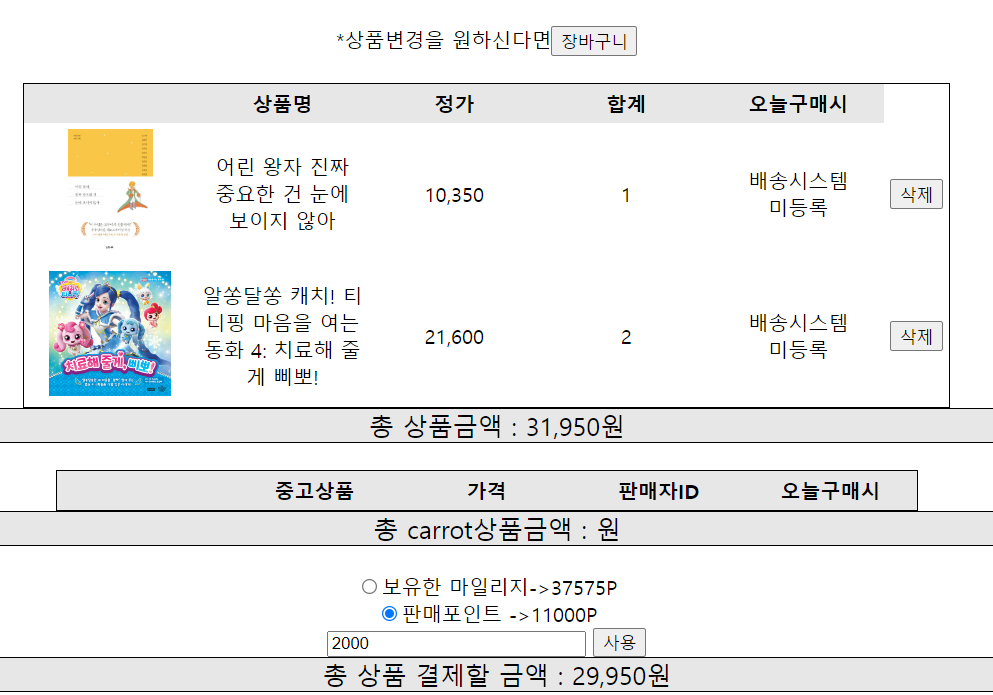 *상품변경을 원하신다면 장바구니
상품명 정가 합계 오늘구매시
어린 왕자 진짜
중요한 건 눈에
보이지 않아
10,350
1
배송시스템
미등록
삭제
치료해 줄게, 삐뽀!
알쏭달쏭 캐치! 티
니핑 마음을 여는
동화 4: 치료해 줄
게 삐뽀!
21,600
2
배송시스템
미등록
삭제
총 상품금액 : 31,950원
중고상품 가격 판매자ID 오늘구매시
총 carrot상품금액 : 원
보유한 마일리지->37575P
판매포인트 ->11000P
2000 사용
총 상품 결제할 금액 : 29,950원